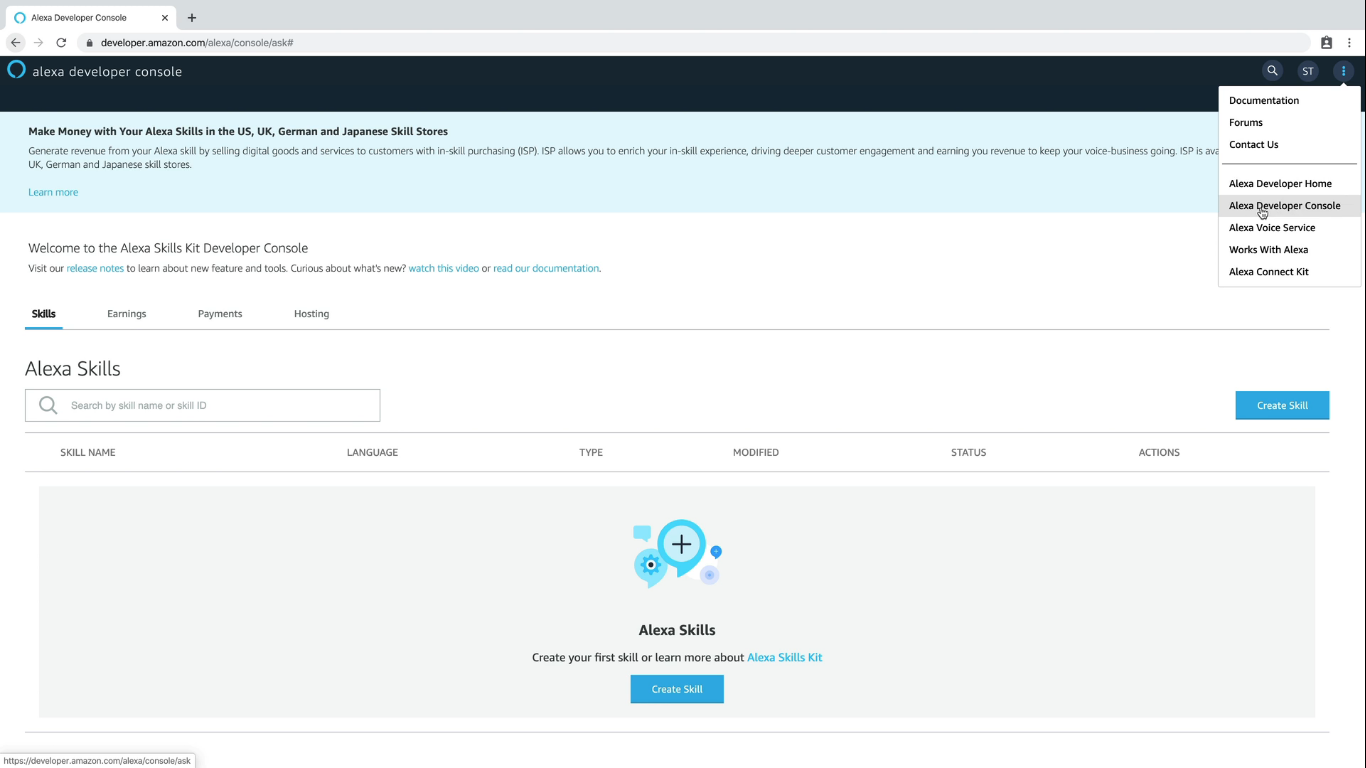 Alexa Developer Console
developer.amazon.com/alexa/console/ask#
alexa developer console
ST
Documentation
Forums
Contact Us
Alexa Developer Home
Alexa Developer Console
Alexa Voice Service
Works With Alexa
Alexa Connect Kit
Make Money with Your Alexa Skills in the US, UK, German and Japanese Skill Stores
Generate revenue from your Alexa skill by selling digital goods and services to customers with in-skill purchasing (ISP). ISP allows you to enrich your in-skill experience, driving deeper customer engagement and earning you revenue to keep your voice-business going. ISP is ava
UK, German and Japanese skill stores.
Learn more
Welcome to the Alexa Skills Kit Developer Console
Visit our release notes to learn about new feature and tools. Curious about what's new? watch this video or read our documentation.
Skills Earnings Payments Hosting
Alexa Skills
Search by skill name or skill ID
Create Skill
SKILL NAME LANGUAGE TYPE MODIFIED STATUS ACTIONS
Alexa Skills
Create your first skill or learn more about Alexa Skills Kit
Create Skill
https://developer.amazon.com/alexa/console/ask